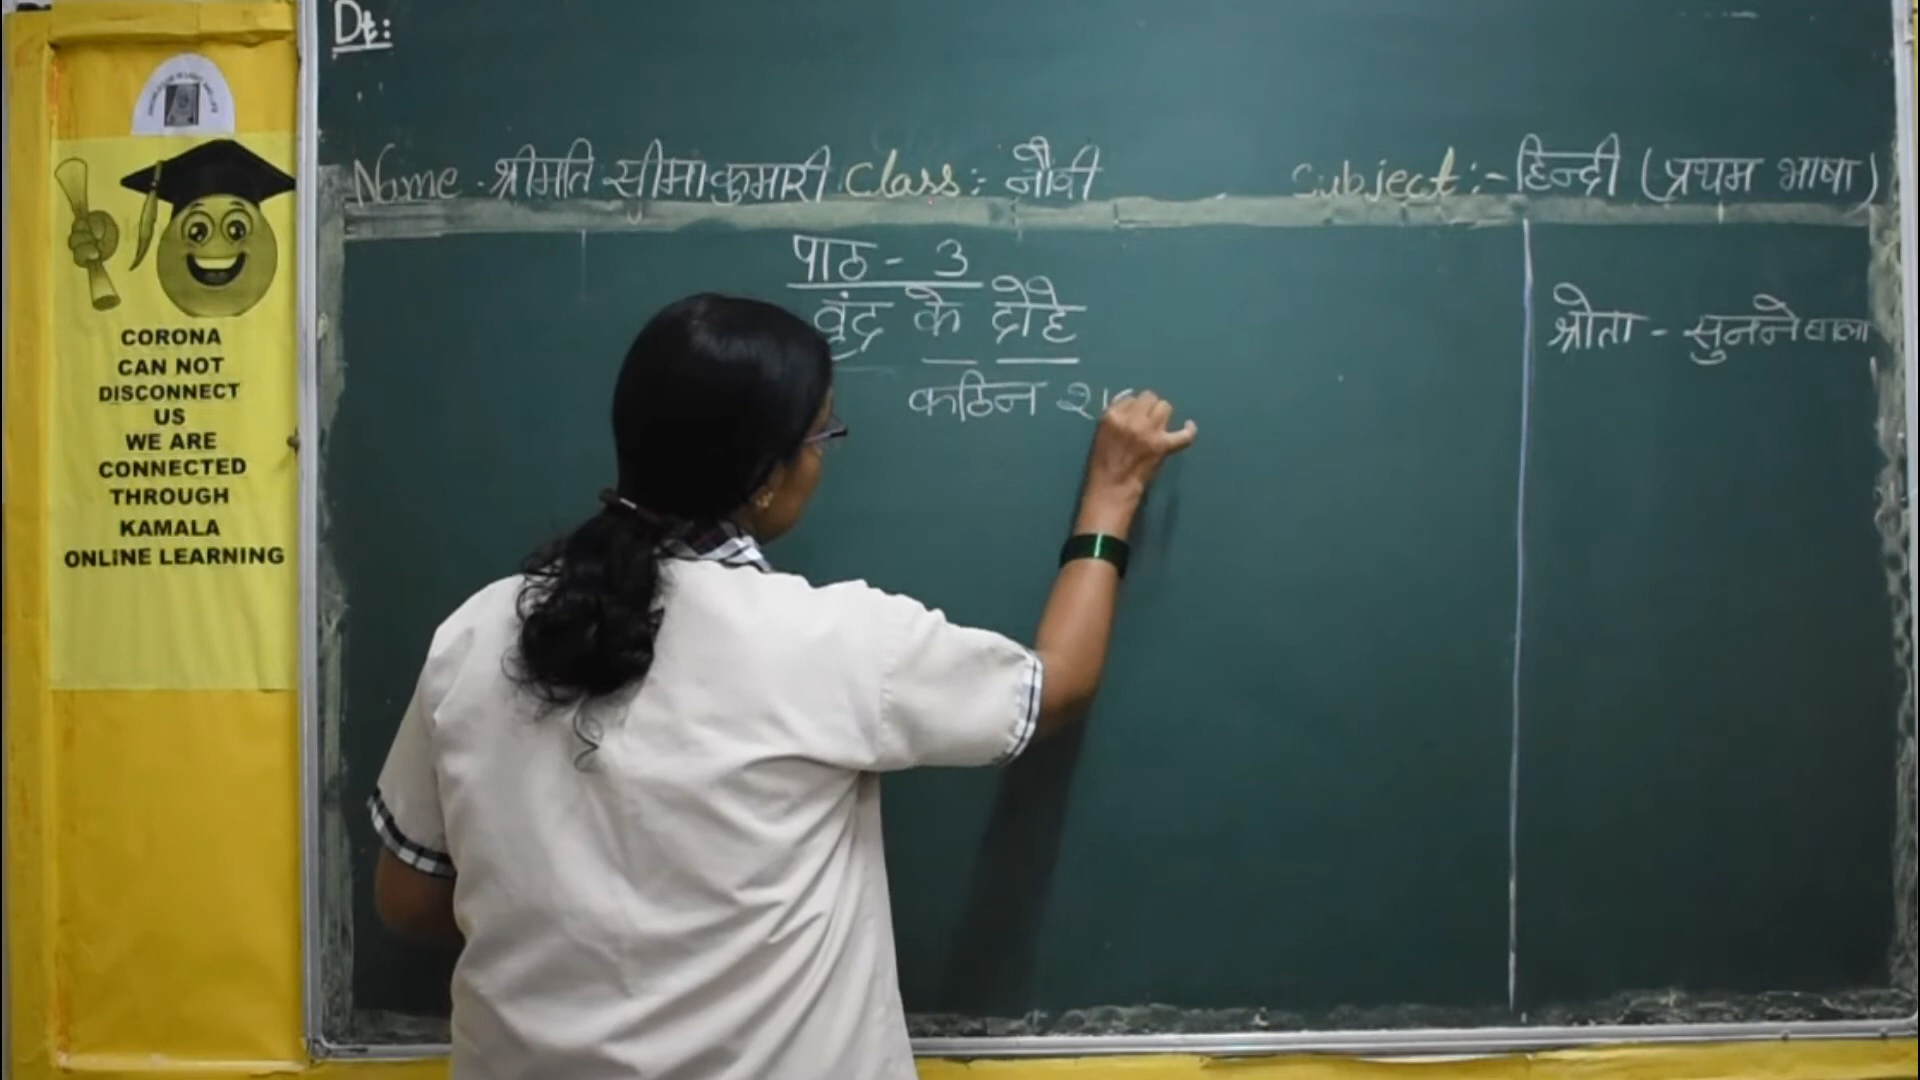 Dt:
Name - श्रीमति सीमा कुमारी Class:- नौवी Subject:- हिन्दी (प्रथम भाषा)
पाठ - 3
वृंद के दोहै
कठिन
श्रोता - सुनने वाला
CORONA
CAN NOT
DISCONNECT
US
WE ARE
CONNECTED
THROUGH
KAMALA
ONLINE LEARNING